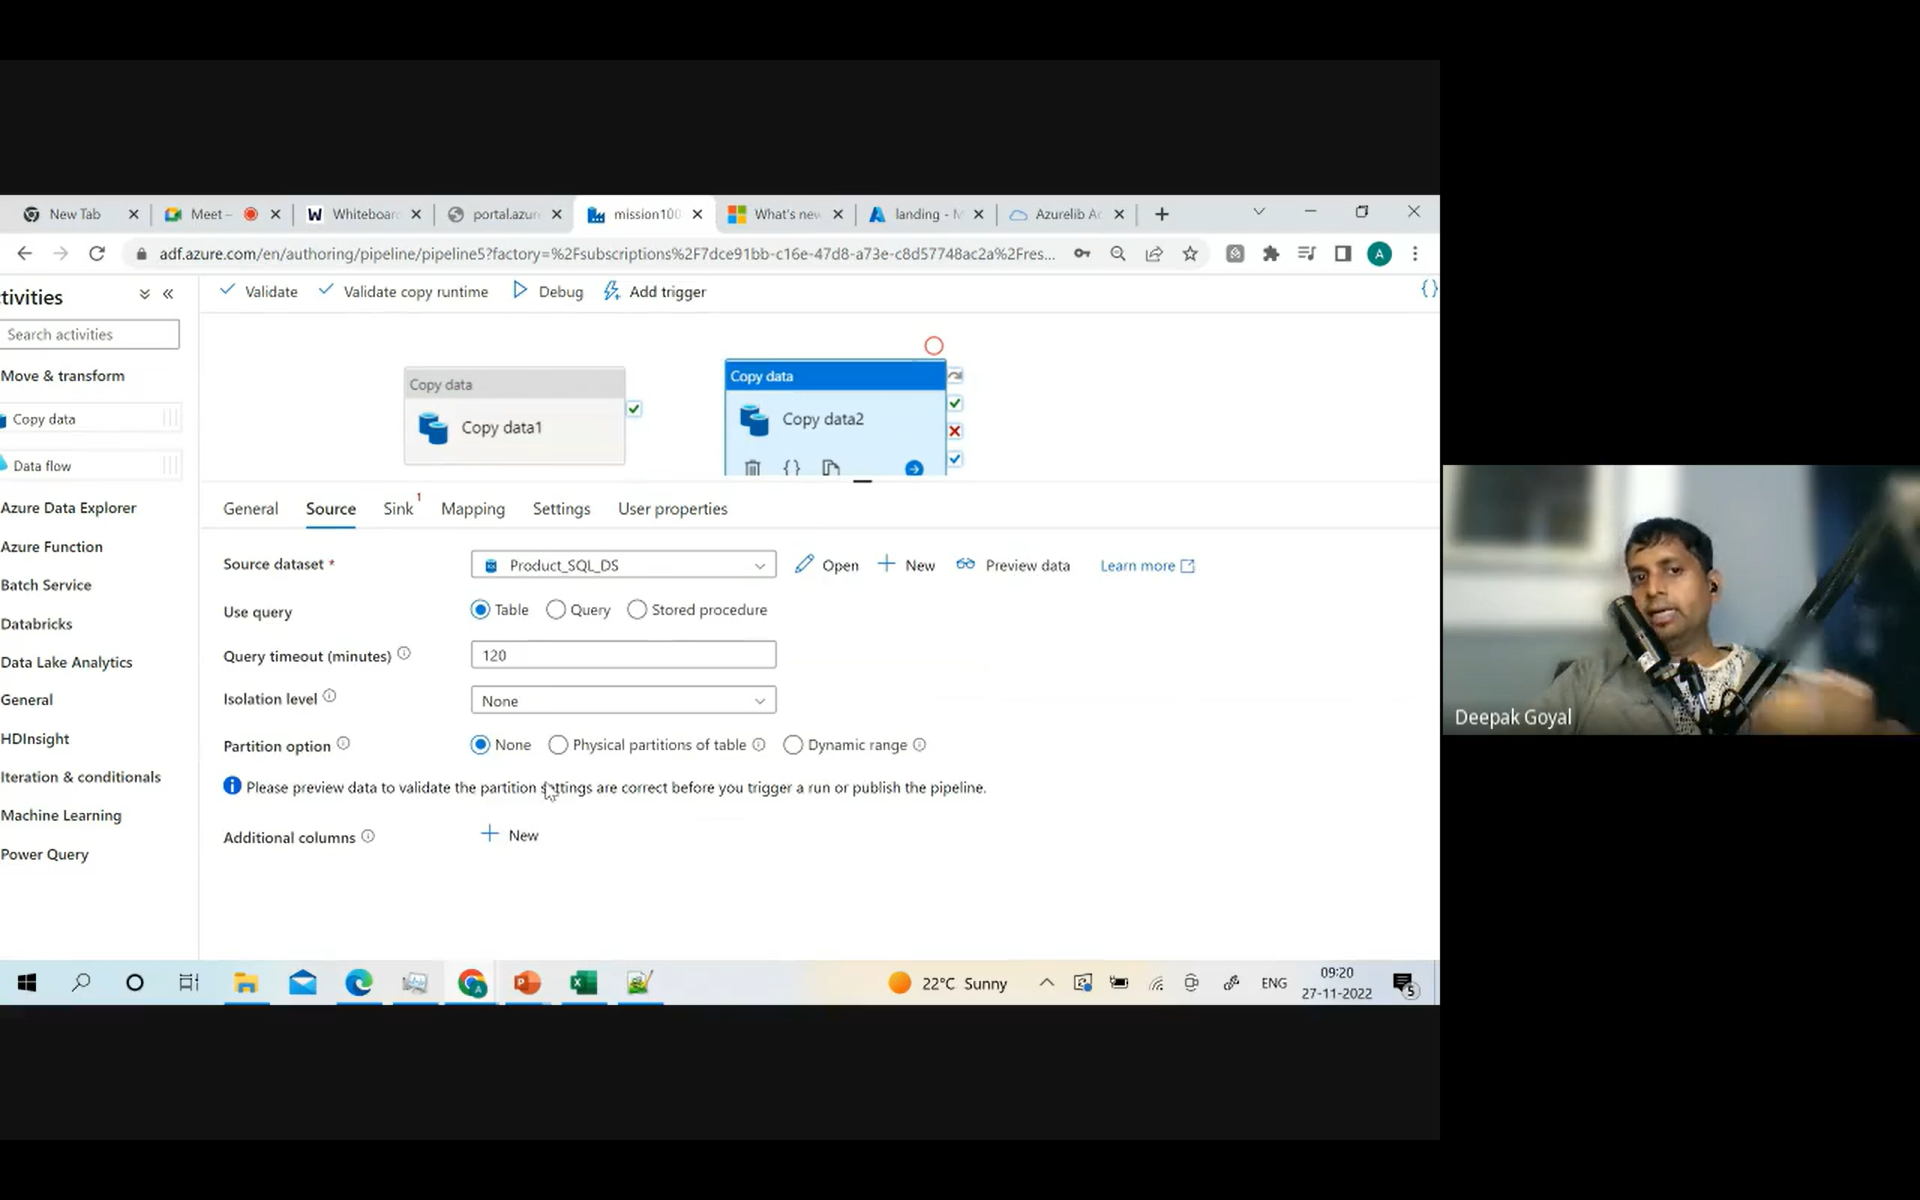 New Tab
Meet –
Whiteboar
portal.azur
mission100
What's new
landing - M
Azurelib Ac
adf.azure.com/en/authoring/pipeline/pipeline5?factory=%2Fsubscriptions%2F7dce91bb-c16e-47d8-a73e-c8d57748ac2a%2Fres...
A
tivities
Validate
Validate copy runtime
Debug
Add trigger
{}
Search activities
Move & transform
Copy data
Data flow
Azure Data Explorer
Azure Function
Batch Service
Databricks
Data Lake Analytics
General
HDInsight
Iteration & conditionals
Machine Learning
Power Query
Copy data
Copy data1
Copy data
Copy data2
{}
General
Source
Sink 1
Mapping
Settings
User properties
Source dataset *
Product_SQL_DS
Open
New
Preview data
Learn more
Use query
Table
Query
Stored procedure
Query timeout (minutes)
120
Isolation level
None
Partition option
None
Physical partitions of table
Dynamic range
Please preview data to validate the partition settings are correct before you trigger a run or publish the pipeline.
Additional columns
New
Deepak Goyal
22°C Sunny
ENG
09:20
27-11-2022
5